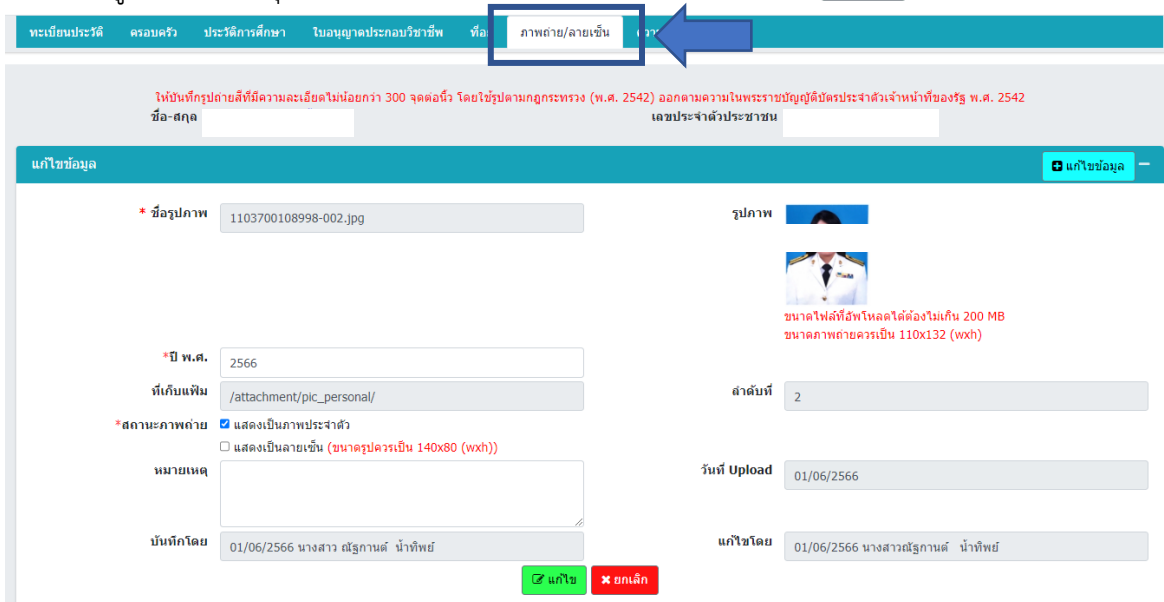 ทะเบียนประวัติ ครอบครัว ประวัติการศึกษา ใบอนุญาตประกอบวิชาชีพ ภาพถ่าย/ลายเซ็น
ให้บันทึกรูปถ่ายสีที่มีความละเอียดไม่น้อยกว่า 300 จุดต่อนิ้ว โดยใช้รูปตามกฎกระทรวง (พ.ศ. 2542) ออกตามความในพระราชบัญญัติบัตรประจำตัวเจ้าหน้าที่ของรัฐ พ.ศ. 2542
ชื่อ-สกุล เลขประจำตัวประชาชน
แก้ไขข้อมูล แก้ไขข้อมูล
* ชื่อรูปภาพ 1103700108998-002.jpg รูปภาพ
ขนาดไฟล์ที่อัพโหลดได้ต้องไม่เกิน 200 MB
ขนาดภาพถ่ายควรเป็น 110x132 (wxh)
*ปี พ.ศ. 2566
ที่เก็บแฟ้ม /attachment/pic_personal/ ลำดับที่ 2
*สถานะภาพถ่าย แสดงเป็นภาพประจำตัว
แสดงเป็นลายเซ็น (ขนาดรูปควรเป็น 140x80 (wxh))
หมายเหตุ วันที่ Upload 01/06/2566
บันทึกโดย 01/06/2566 นางสาว ณัฐกานต์ น้ำทิพย์ แก้ไขโดย 01/06/2566 นางสาวณัฐกานต์ น้ำทิพย์
แก้ไข ยกเลิก